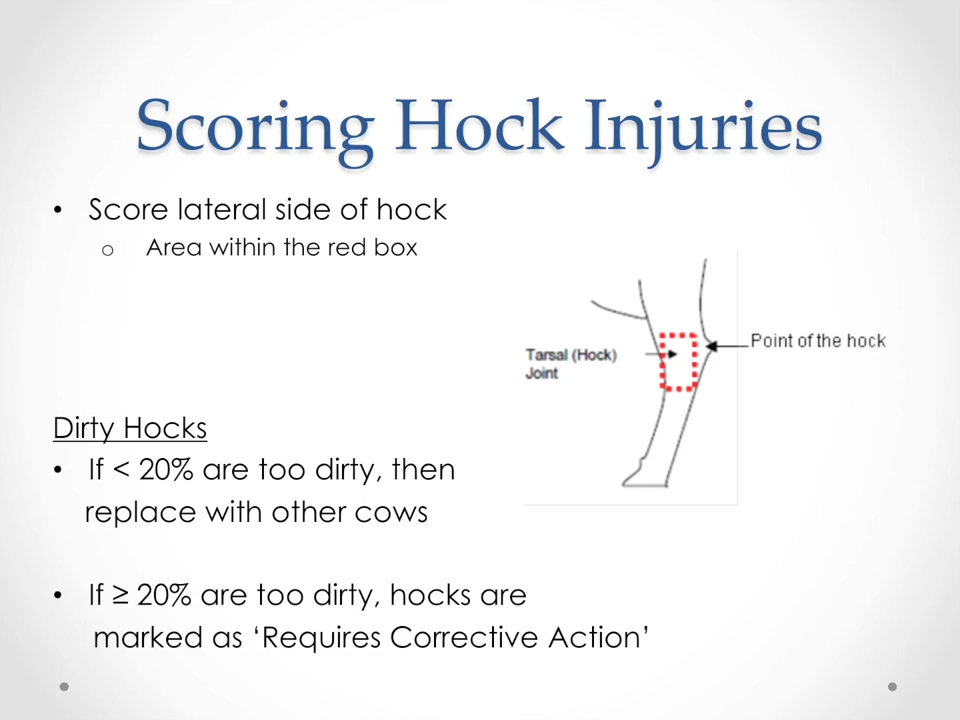 Scoring Hock Injuries
• Score lateral side of hock
o Area within the red box
Point of the hock
Tarsal (Hock)
Joint
Dirty Hocks
• If < 20% are too dirty, then
replace with other cows
• If ≥ 20% are too dirty, hocks are
marked as ‘Requires Corrective Action’